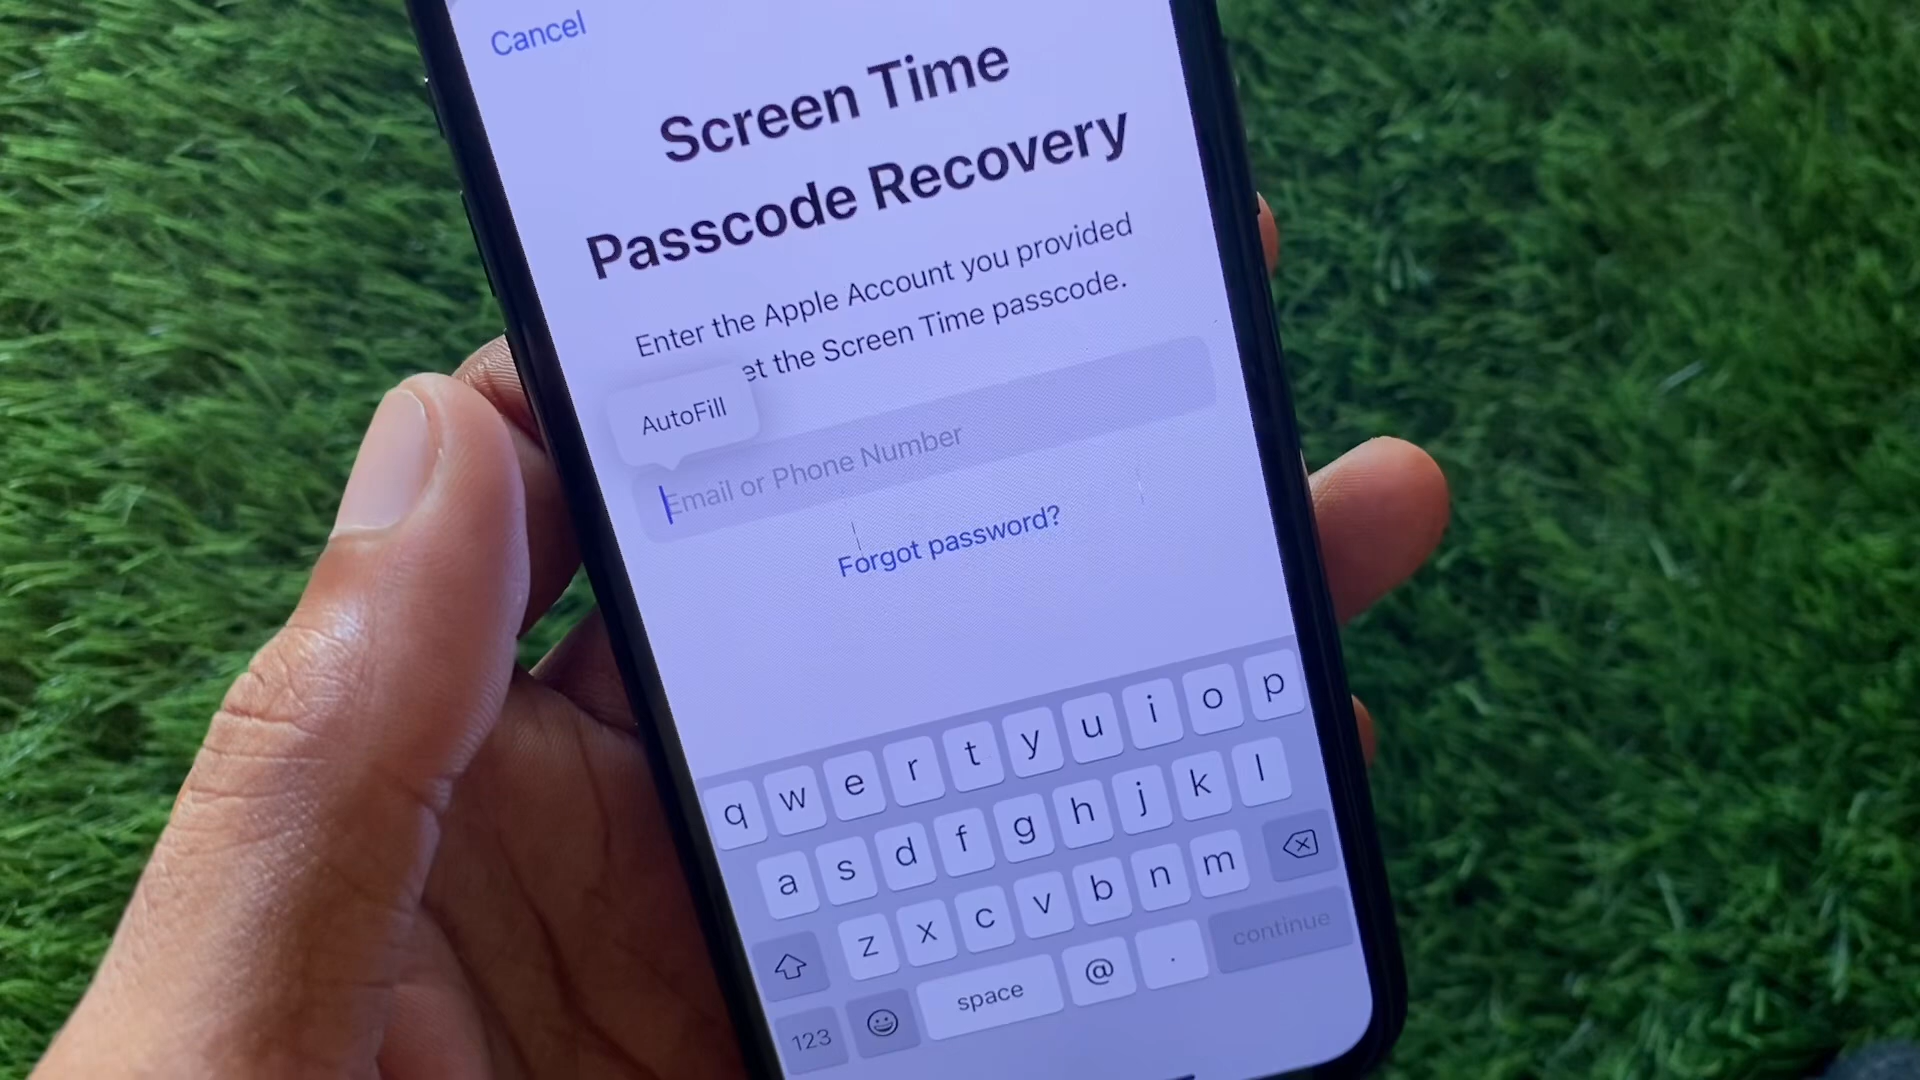 Cancel
Screen Time
Passcode Recovery
Enter the Apple Account you provided
et the Screen Time passcode.
AutoFill
Email or Phone Number
Forgot password?
q w e r t y u i o p
a s d f g h j k l
z x c v b n m
123 space @ . continue